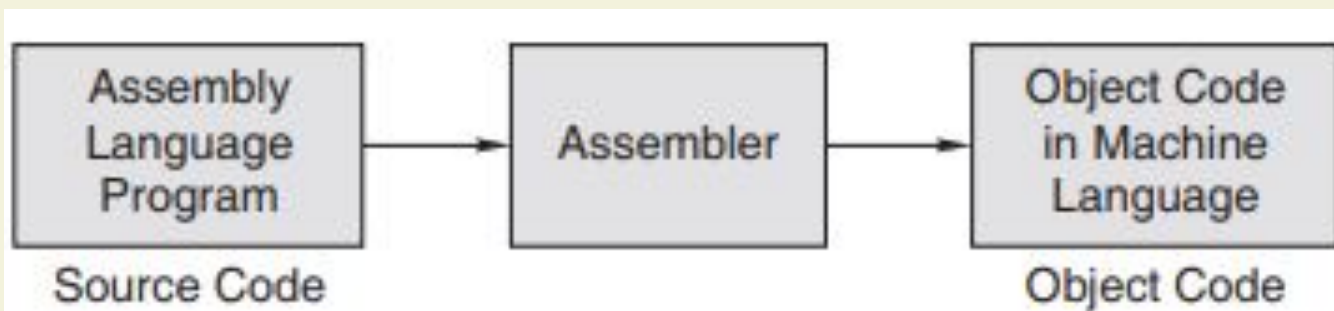 Assembly
Language
Program
Source Code
Assembler
Object Code
in Machine
Language
Object Code